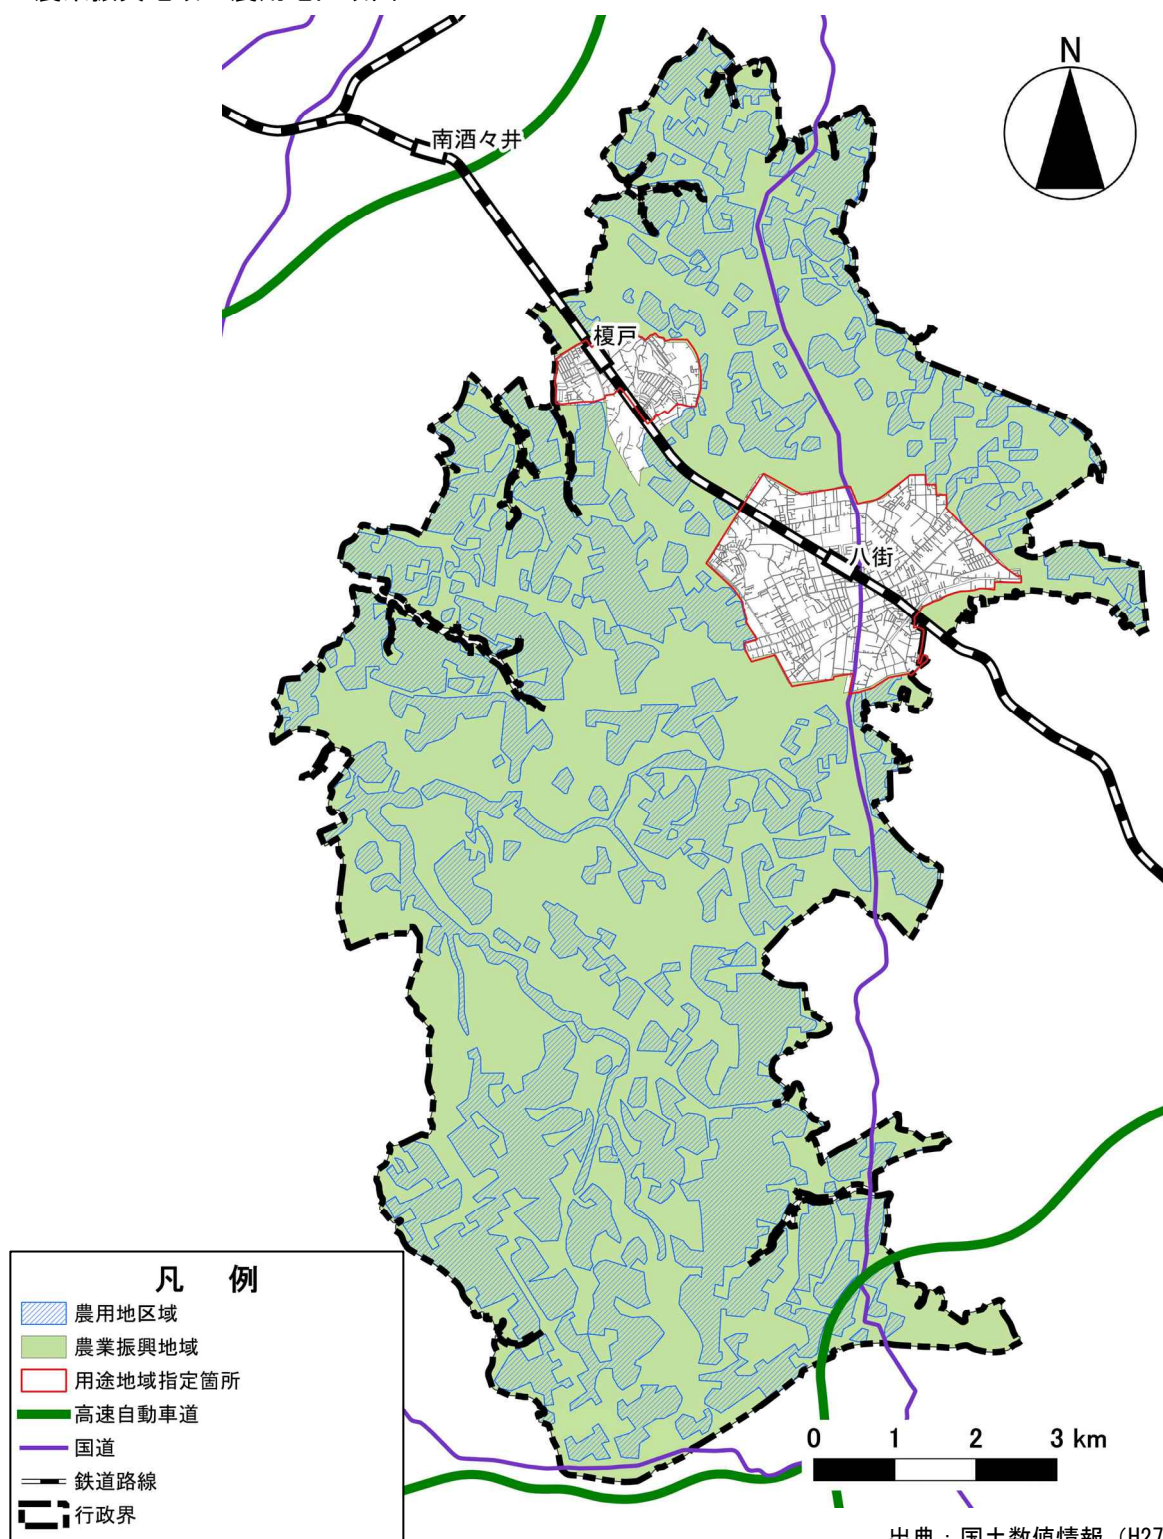 N
南酒々井
榎戸
八街
凡 例
農用地区域
農業振興地域
用途地域指定箇所
高速自動車道
国道
鉄道路線
行政界
0 1 2 3 km
出典：国土数値情報（H27